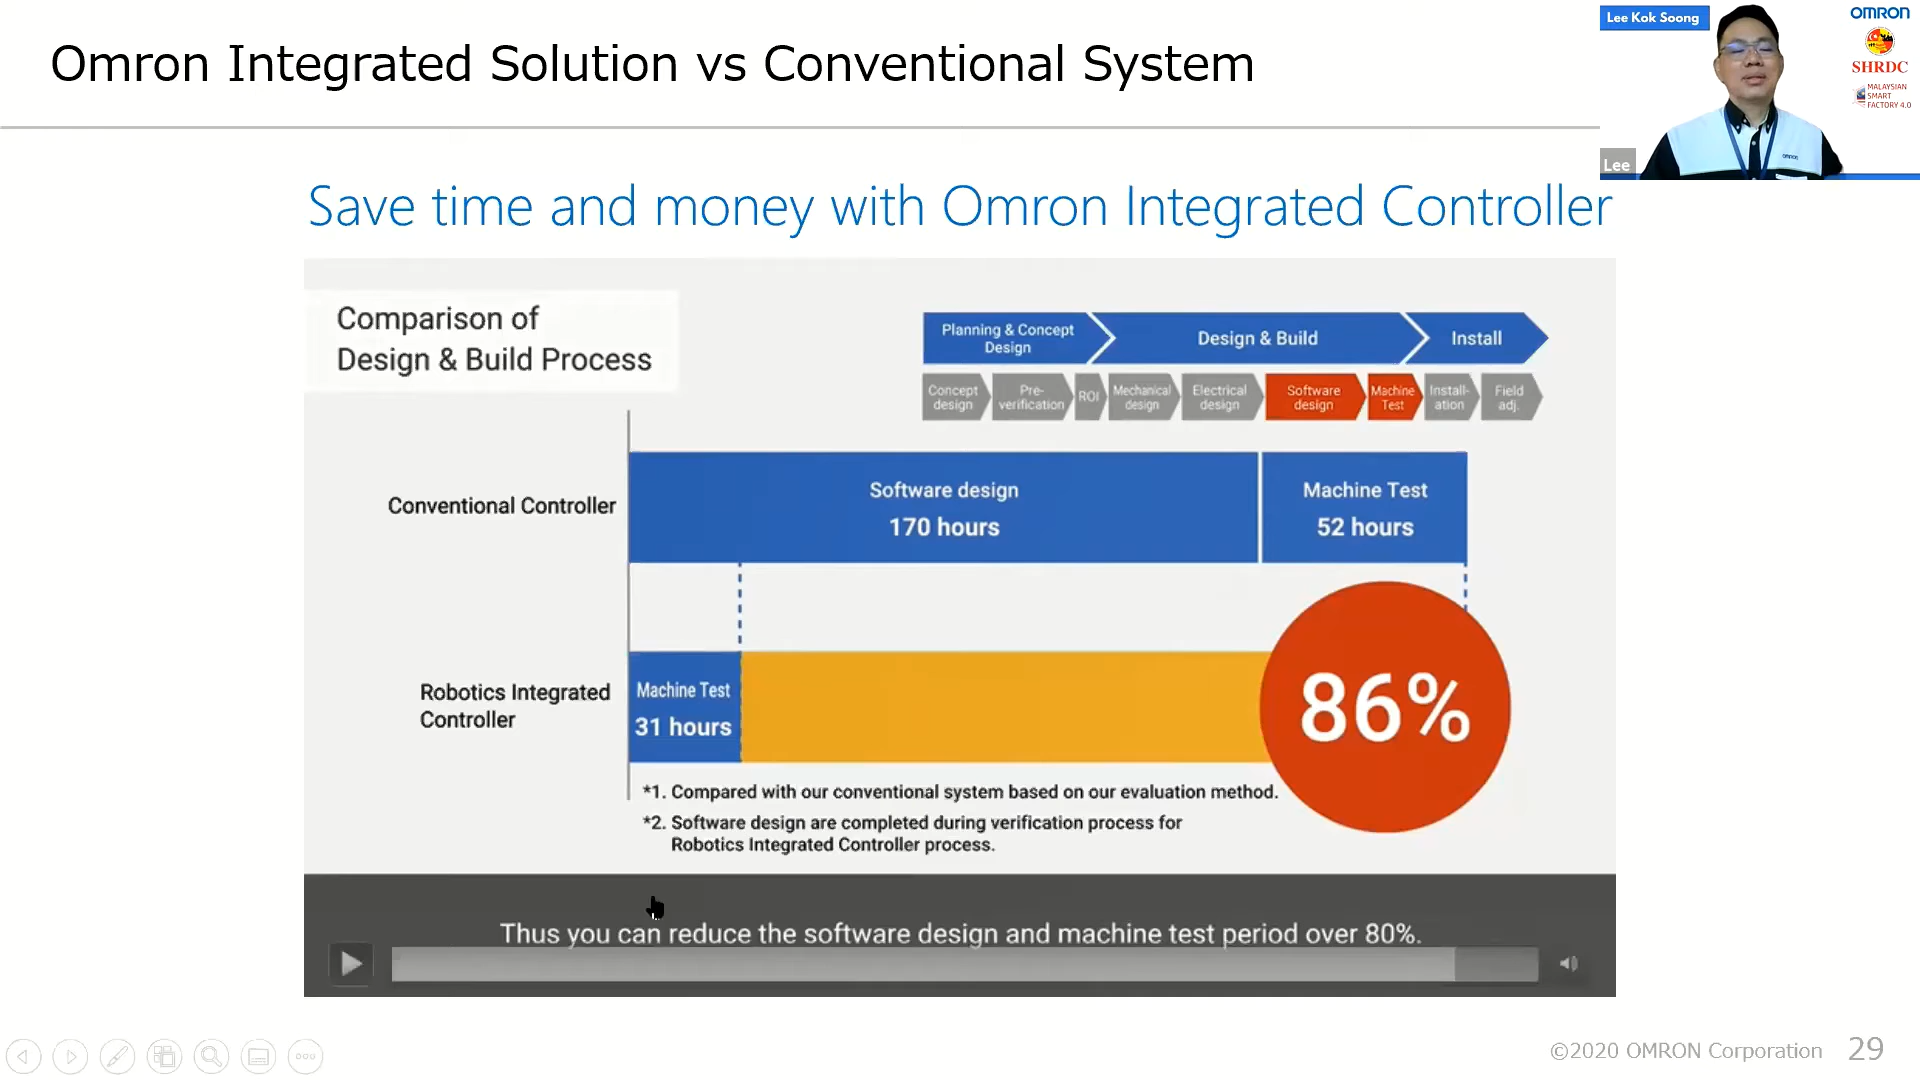 Omron Integrated Solution vs Conventional System
Lee Kok Soong
OMRON
SHRDC
MALAYSIAN
SMART
FACTORY 4.0
Lee
omron
Save time and money with Omron Integrated Controller
Comparison of
Design & Build Process
Planning & Concept
Design
Design & Build
Install
Concept
design
Pre-
verification
ROI
Mechanical
design
Electrical
design
Software
design
Machine
Test
Install-
ation
Field
adj.
Conventional Controller
Software design
170 hours
Machine Test
52 hours
Robotics Integrated
Controller
Machine Test
31 hours
86%
*1. Compared with our conventional system based on our evaluation method.
*2. Software design are completed during verification process for
Robotics Integrated Controller process.
Thus you can reduce the software design and machine test period over 80%.
©2020 OMRON Corporation
29